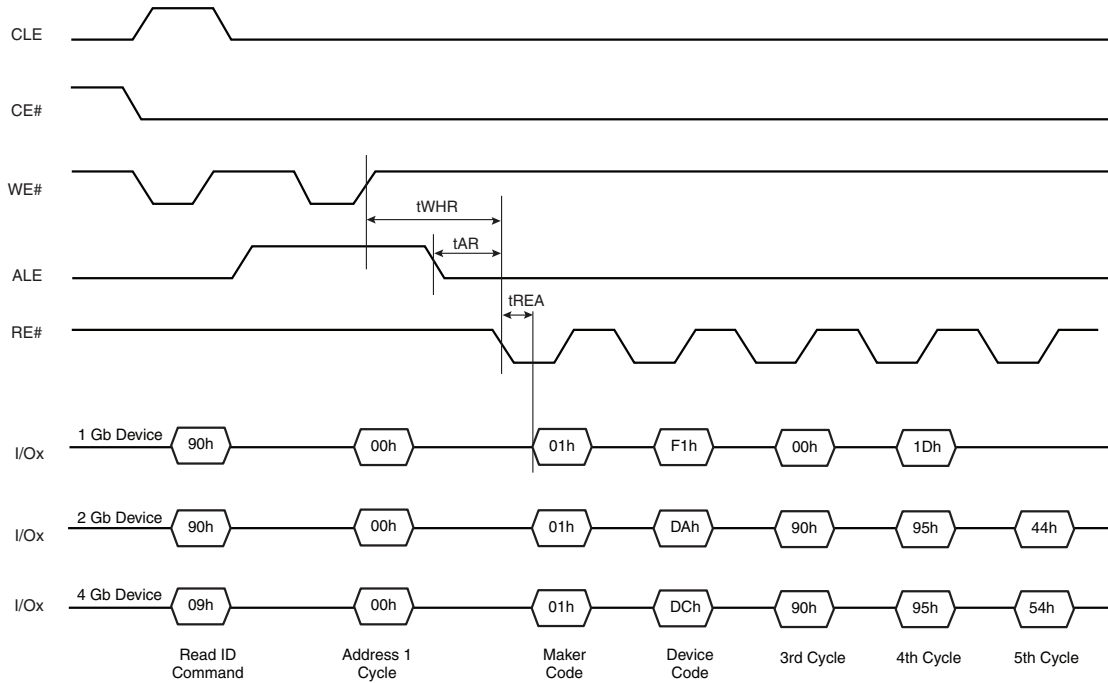 CLE
CE#
WE#
tWHR
tAR
ALE
tREA
RE#
I/Ox 1 Gb Device 90h 00h 01h F1h 00h 1Dh
I/Ox 2 Gb Device 90h 00h 01h DAh 90h 95h 44h
I/Ox 4 Gb Device 09h 00h 01h DCh 90h 95h 54h
Read ID Address 1 Maker Device 3rd Cycle 4th Cycle 5th Cycle
Command Cycle Code Code